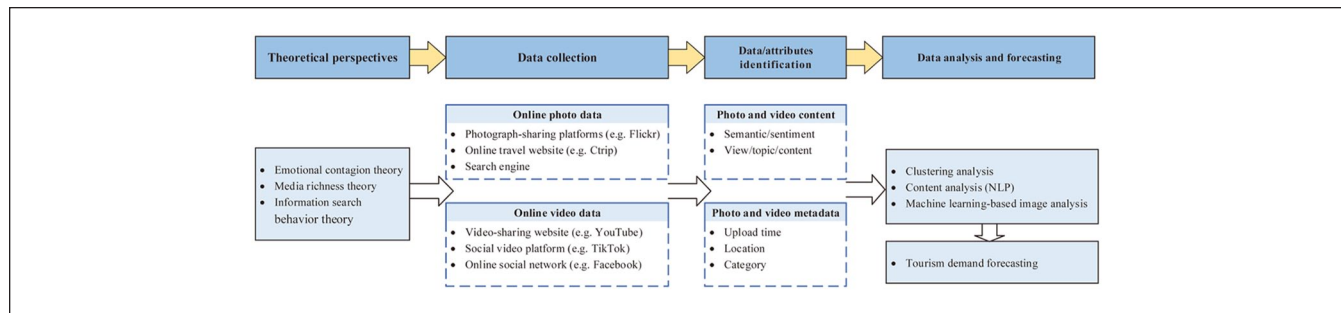 Theoretical perspectives
Data collection
Data/attributes
identification
Data analysis and forecasting
• Emotional contagion theory
• Media richness theory
• Information search
behavior theory
Online photo data
• Photograph-sharing platforms (e.g. Flickr)
• Online travel website (e.g. Ctrip)
• Search engine
Online video data
• Video-sharing website (e.g. YouTube)
• Social video platform (e.g. TikTok)
• Online social network (e.g. Facebook)
Photo and video content
• Semantic/sentiment
• View/topic/content
Photo and video metadata
• Upload time
• Location
• Category
• Clustering analysis
• Content analysis (NLP)
• Machine learning-based image analysis
• Tourism demand forecasting